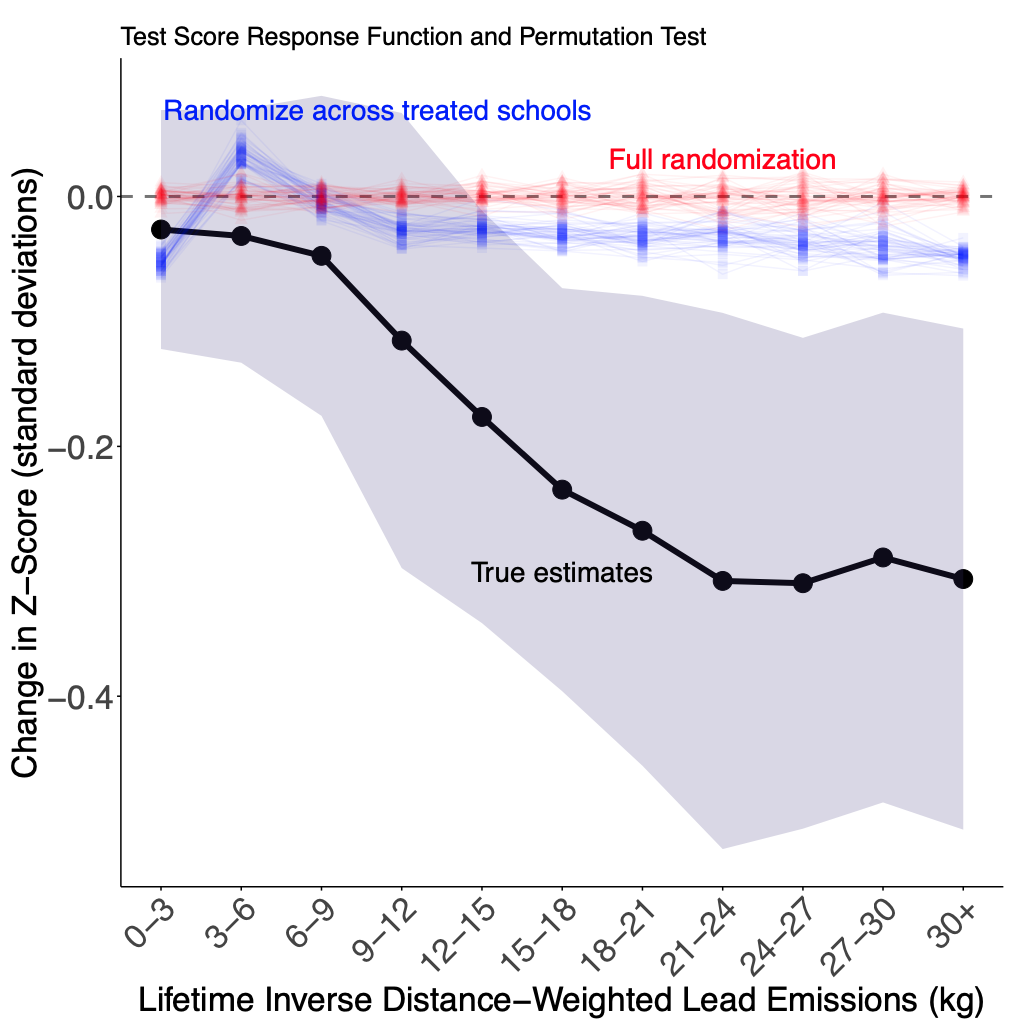 Test Score Response Function and Permutation Test
Randomize across treated schools
Full randomization
True estimates
Change in Z−Score (standard deviations)
0.0
−0.2
−0.4
0−3
3−6
6−9
9−12
12−15
15−18
18−21
21−24
24−27
27−30
30+
Lifetime Inverse Distance−Weighted Lead Emissions (kg)